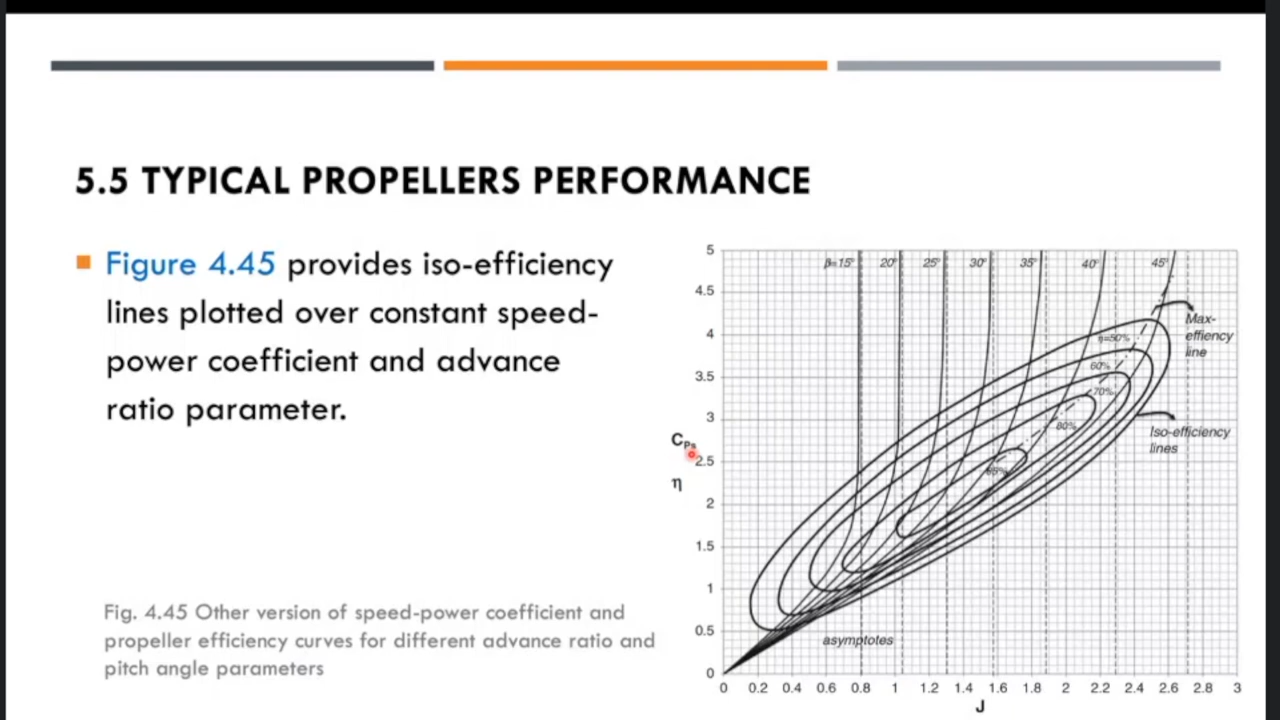 5.5 TYPICAL PROPELLERS PERFORMANCE
Figure 4.45 provides iso-efficiency
lines plotted over constant speed-
power coefficient and advance
ratio parameter.
Fig. 4.45 Other version of speed-power coefficient and
propeller efficiency curves for different advance ratio and
pitch angle parameters
5
4.5
4
3.5
3
2.5
2
1.5
1
0.5
0
CPs
η
β=15° 20° 25° 30° 35° 40° 45°
Max-
effiency
line
η=50%
60%
70%
80%
85%
Iso-efficiency
lines
asymptotes
0 0.2 0.4 0.6 0.8 1 1.2 1.4 1.6 1.8 2 2.2 2.4 2.6 2.8 3
J